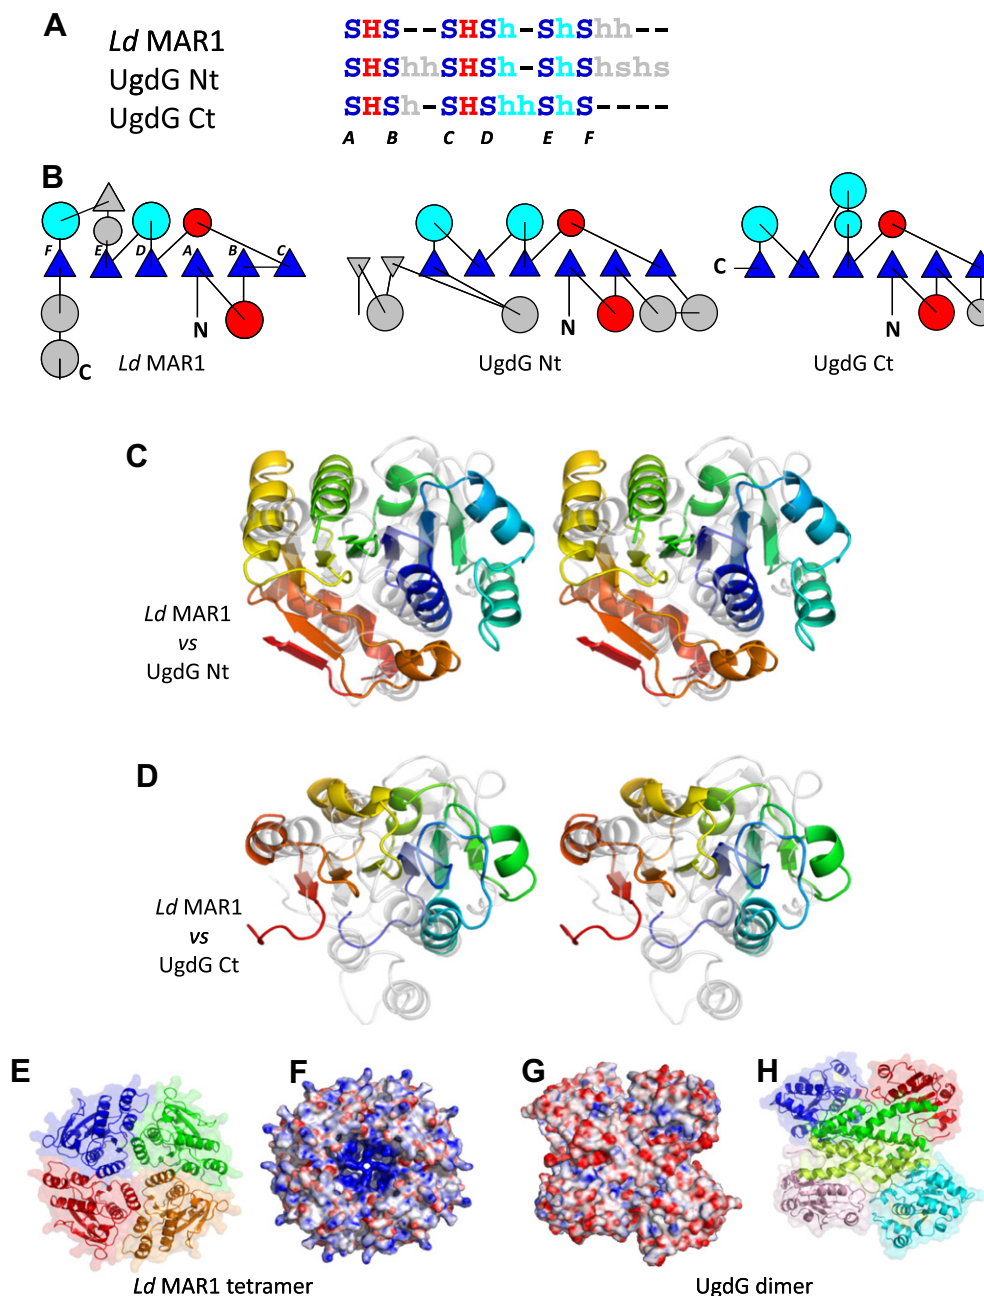 A
Ld MAR1 SHS--SHSh-ShShh--
UgdG Nt SHShhSHSh-ShShshs
UgdG Ct SHSh-SHShhShS----
A B C D E F
B
F E D A B C
N
C
Ld MAR1
N
UgdG Nt
C
N
UgdG Ct
C
Ld MAR1
vs
UgdG Nt
D
Ld MAR1
vs
UgdG Ct
E F G H
Ld MAR1 tetramer
UgdG dimer